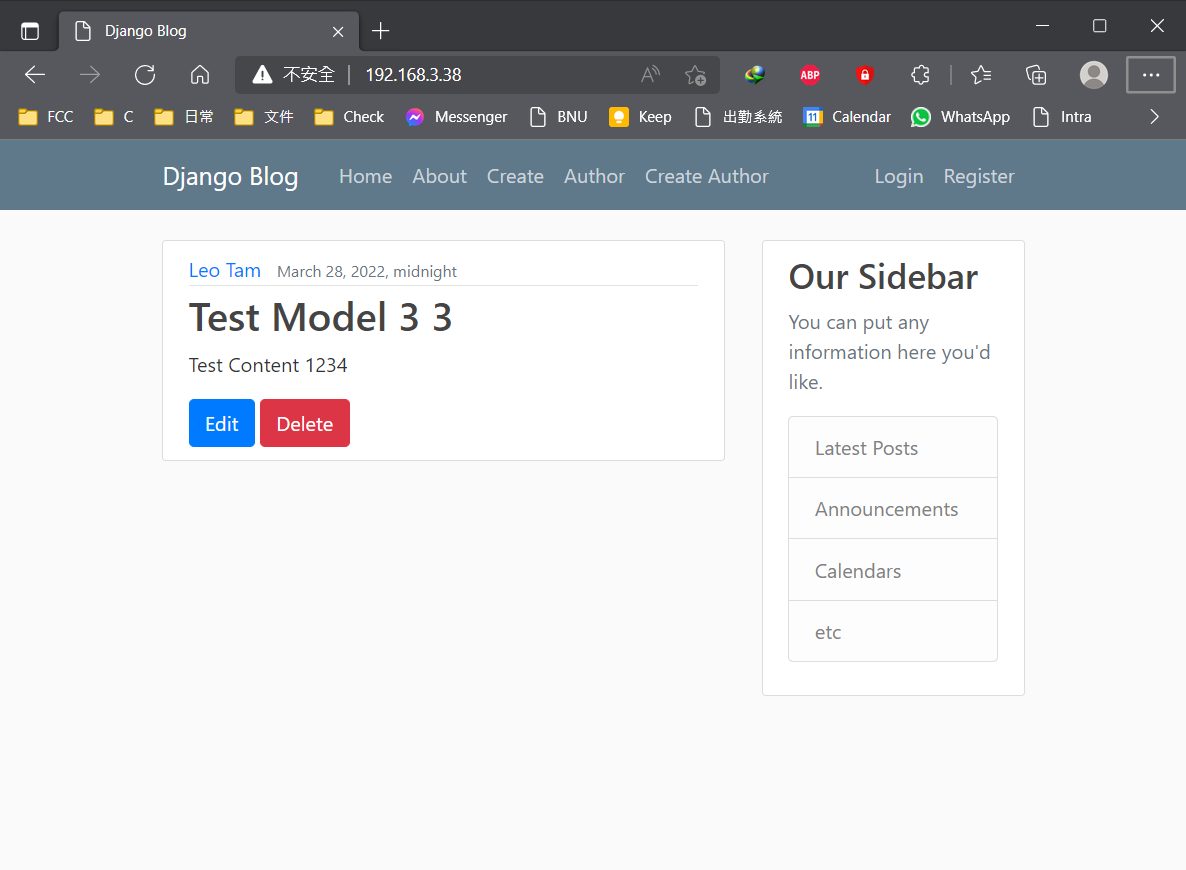 Django Blog
不安全 192.168.3.38 A ABP
FCC C 日常 文件 Check Messenger BNU Keep 出勤系統 11 Calendar WhatsApp Intra
Django Blog Home About Create Author Create Author Login Register
Leo Tam March 28, 2022, midnight
Test Model 3 3
Test Content 1234
Edit Delete
Our Sidebar
You can put any
information here you'd
like.
Latest Posts
Announcements
Calendars
etc